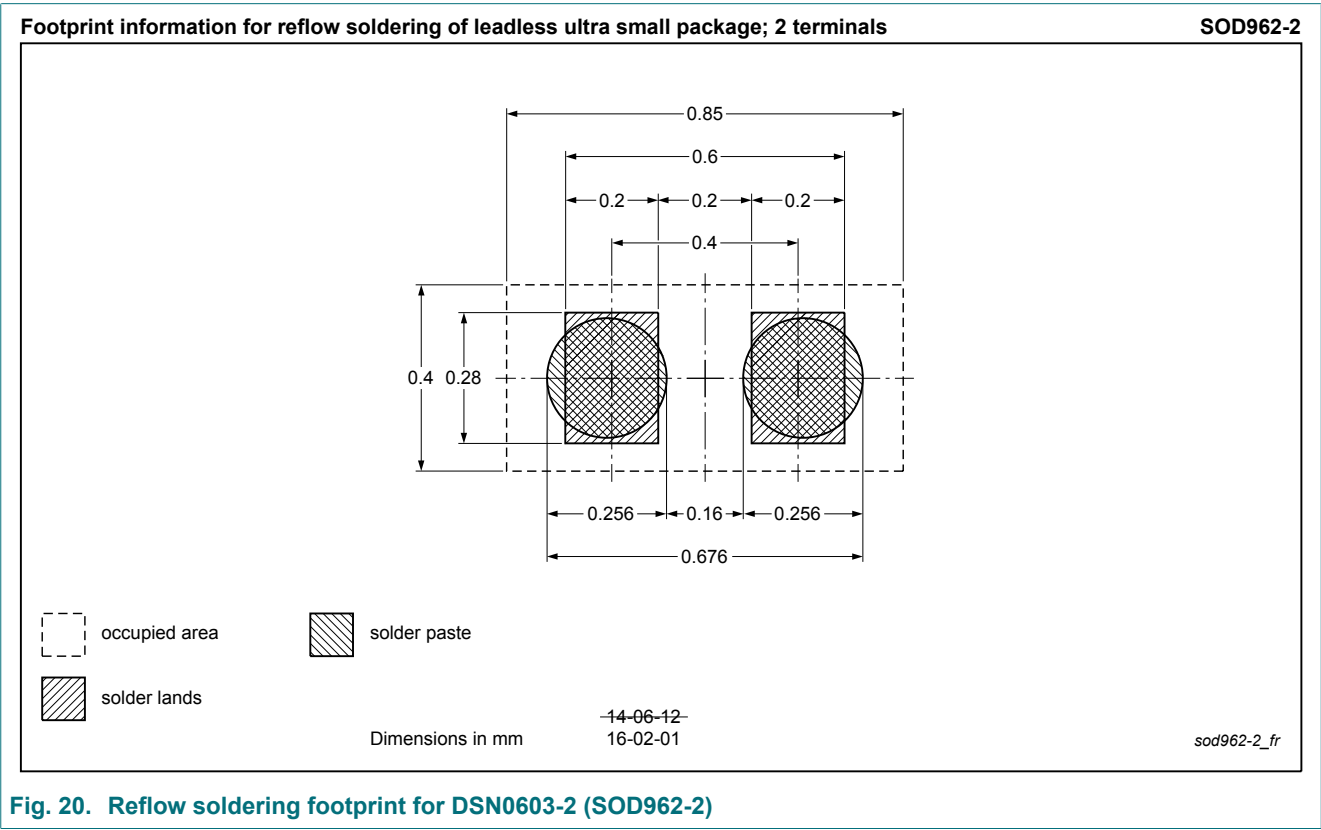 Footprint information for reflow soldering of leadless ultra small package; 2 terminals SOD962-2
0.85
0.6
0.2 0.2 0.2
0.4
0.4 0.28
0.256 0.16 0.256
0.676
occupied area solder paste
solder lands
14-06-12
Dimensions in mm 16-02-01 sod962-2_fr
Fig. 20. Reflow soldering footprint for DSN0603-2 (SOD962-2)